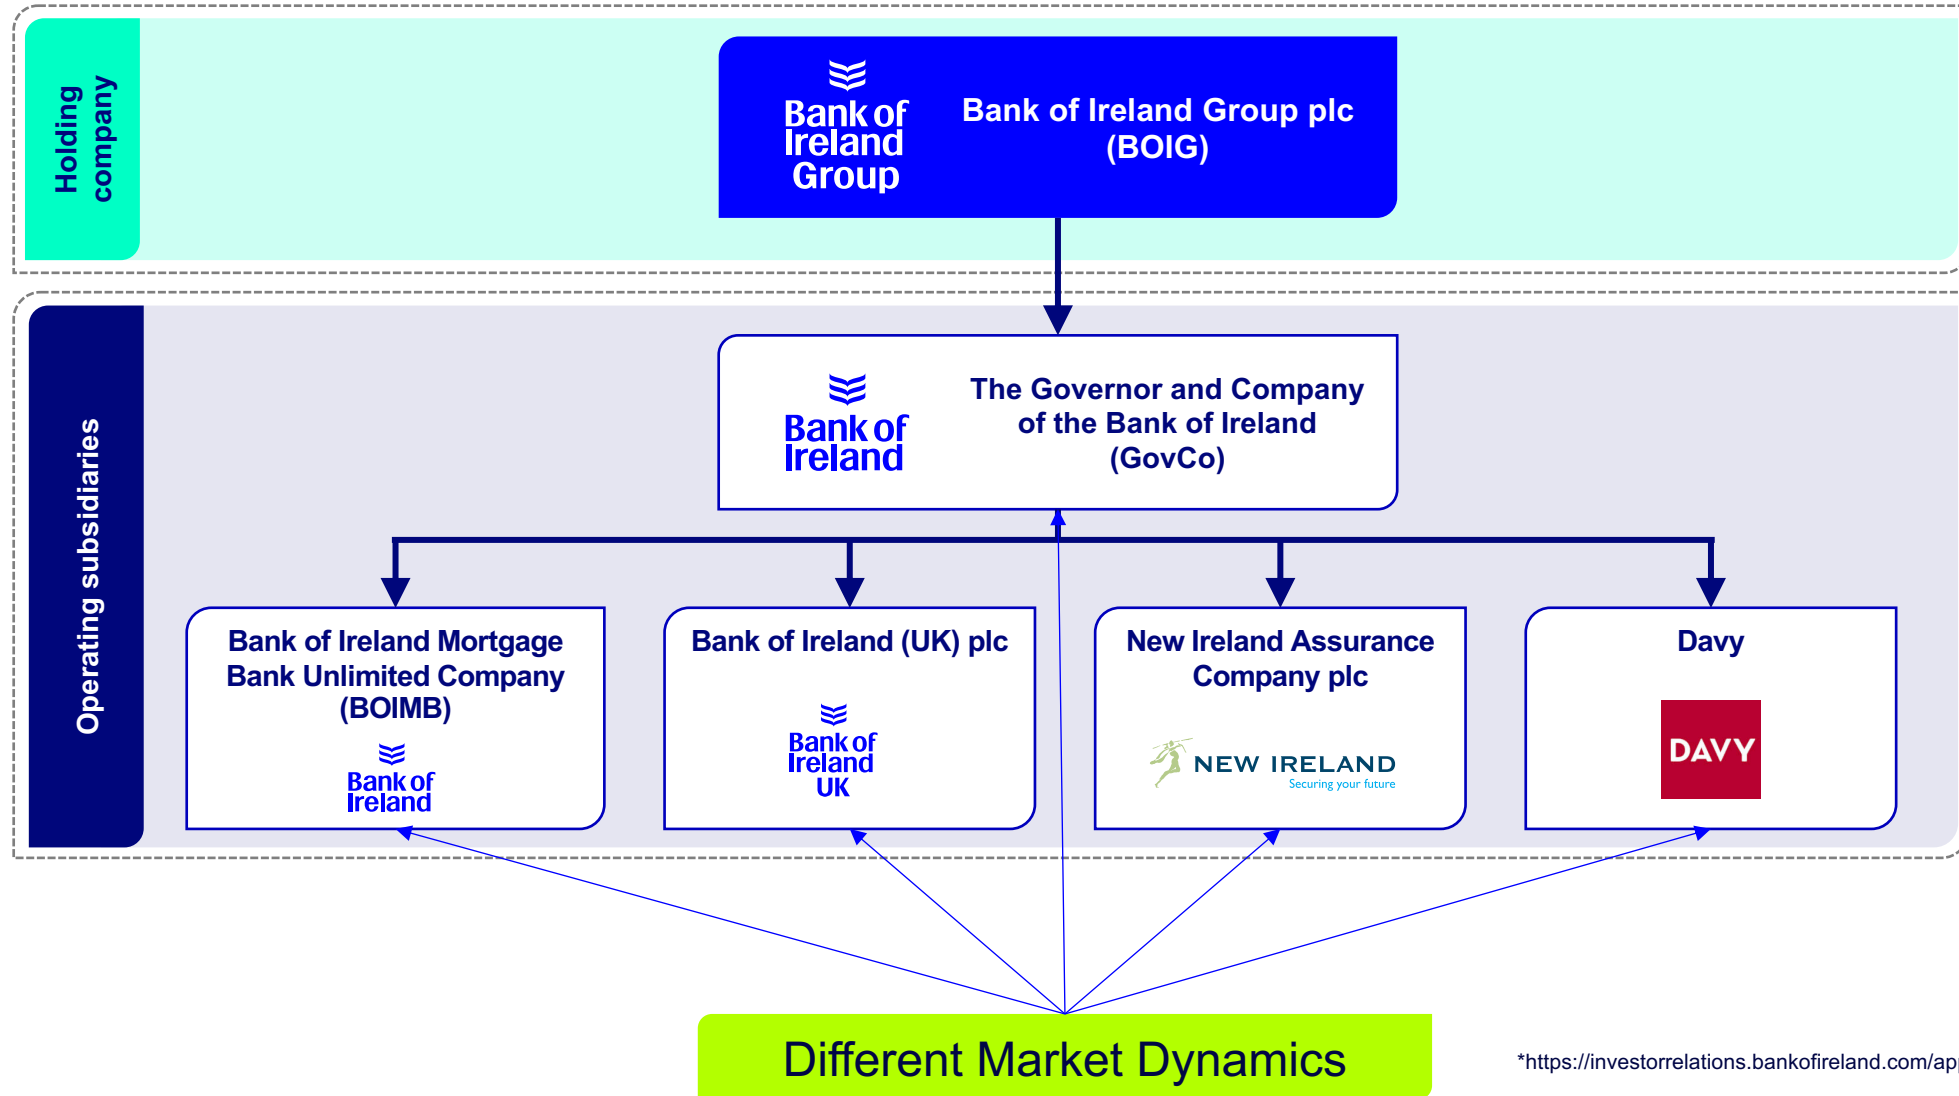 Holding
company
Bank of
Ireland
Group
Bank of Ireland Group plc
(BOIG)
Operating subsidiaries
Bank of
Ireland
The Governor and Company
of the Bank of Ireland
(GovCo)
Bank of Ireland Mortgage
Bank Unlimited Company
(BOIMB)
Bank of
Ireland
Bank of Ireland (UK) plc
Bank of
Ireland
UK
New Ireland Assurance
Company plc
NEW IRELAND
Securing your future
Davy
DAVY
Different Market Dynamics
*https://investorrelations.bankofireland.com/ap